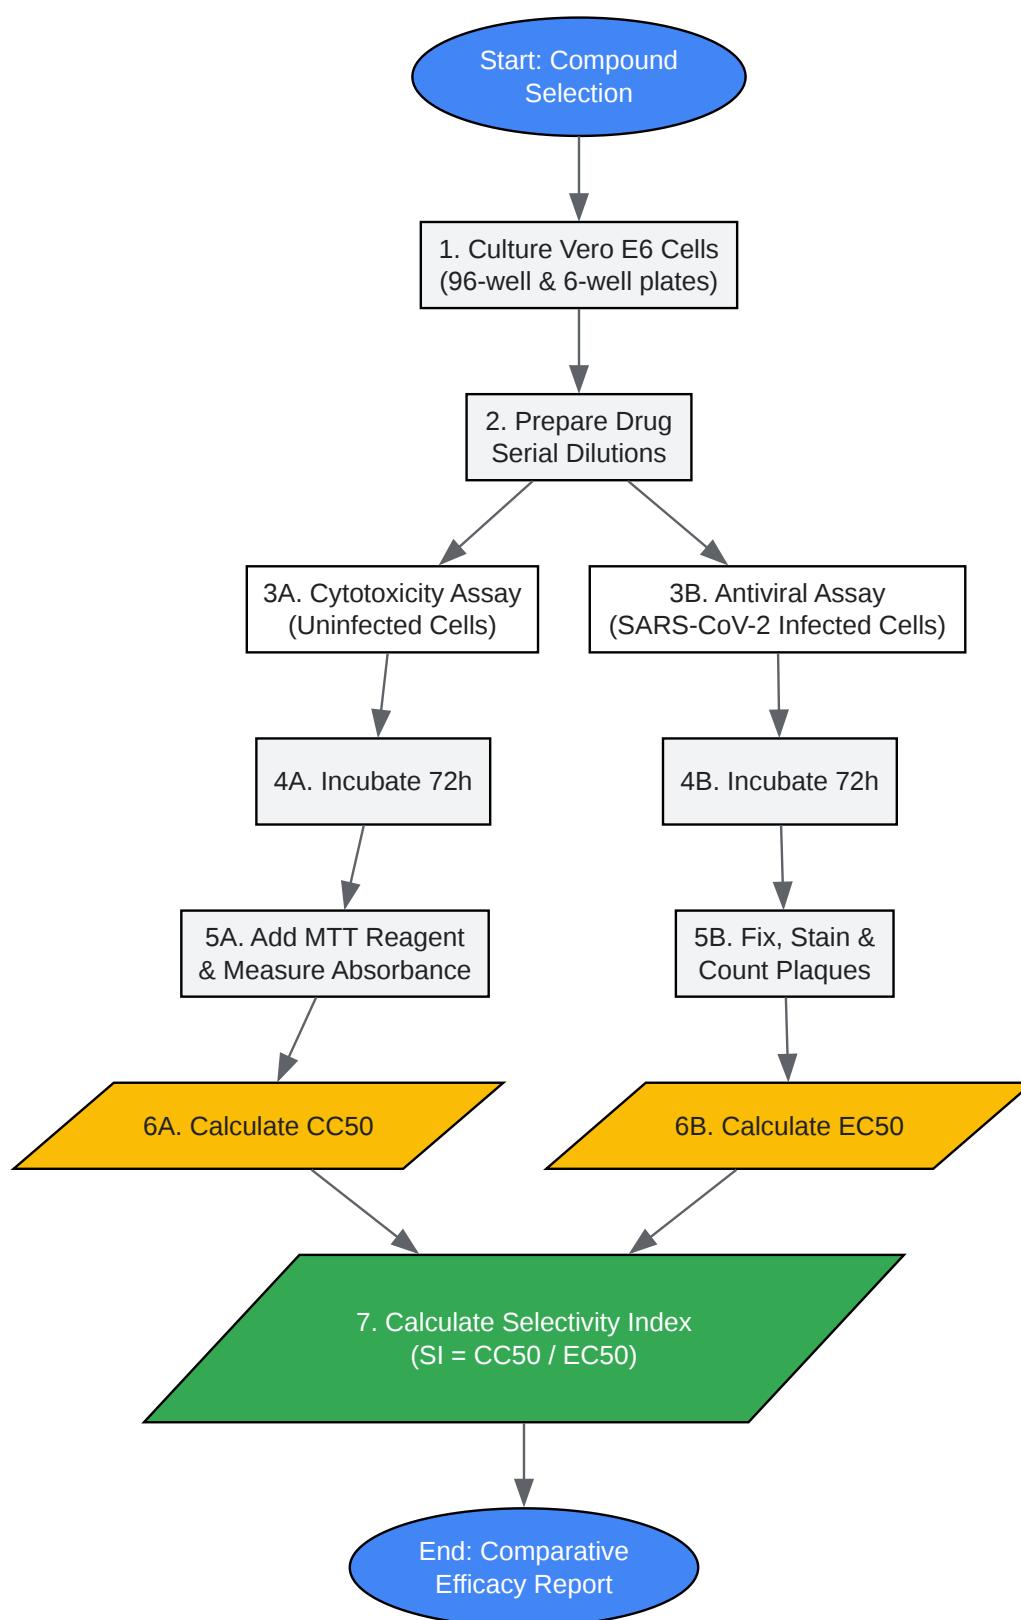 Start: Compound
Selection
1. Culture Vero E6 Cells
(96-well & 6-well plates)
2. Prepare Drug
Serial Dilutions
3A. Cytotoxicity Assay
(Uninfected Cells)
3B. Antiviral Assay
(SARS-CoV-2 Infected Cells)
4A. Incubate 72h
4B. Incubate 72h
5A. Add MTT Reagent
& Measure Absorbance
5B. Fix, Stain &
Count Plaques
6A. Calculate CC50
6B. Calculate EC50
7. Calculate Selectivity Index
(SI = CC50 / EC50)
End: Comparative
Efficacy Report